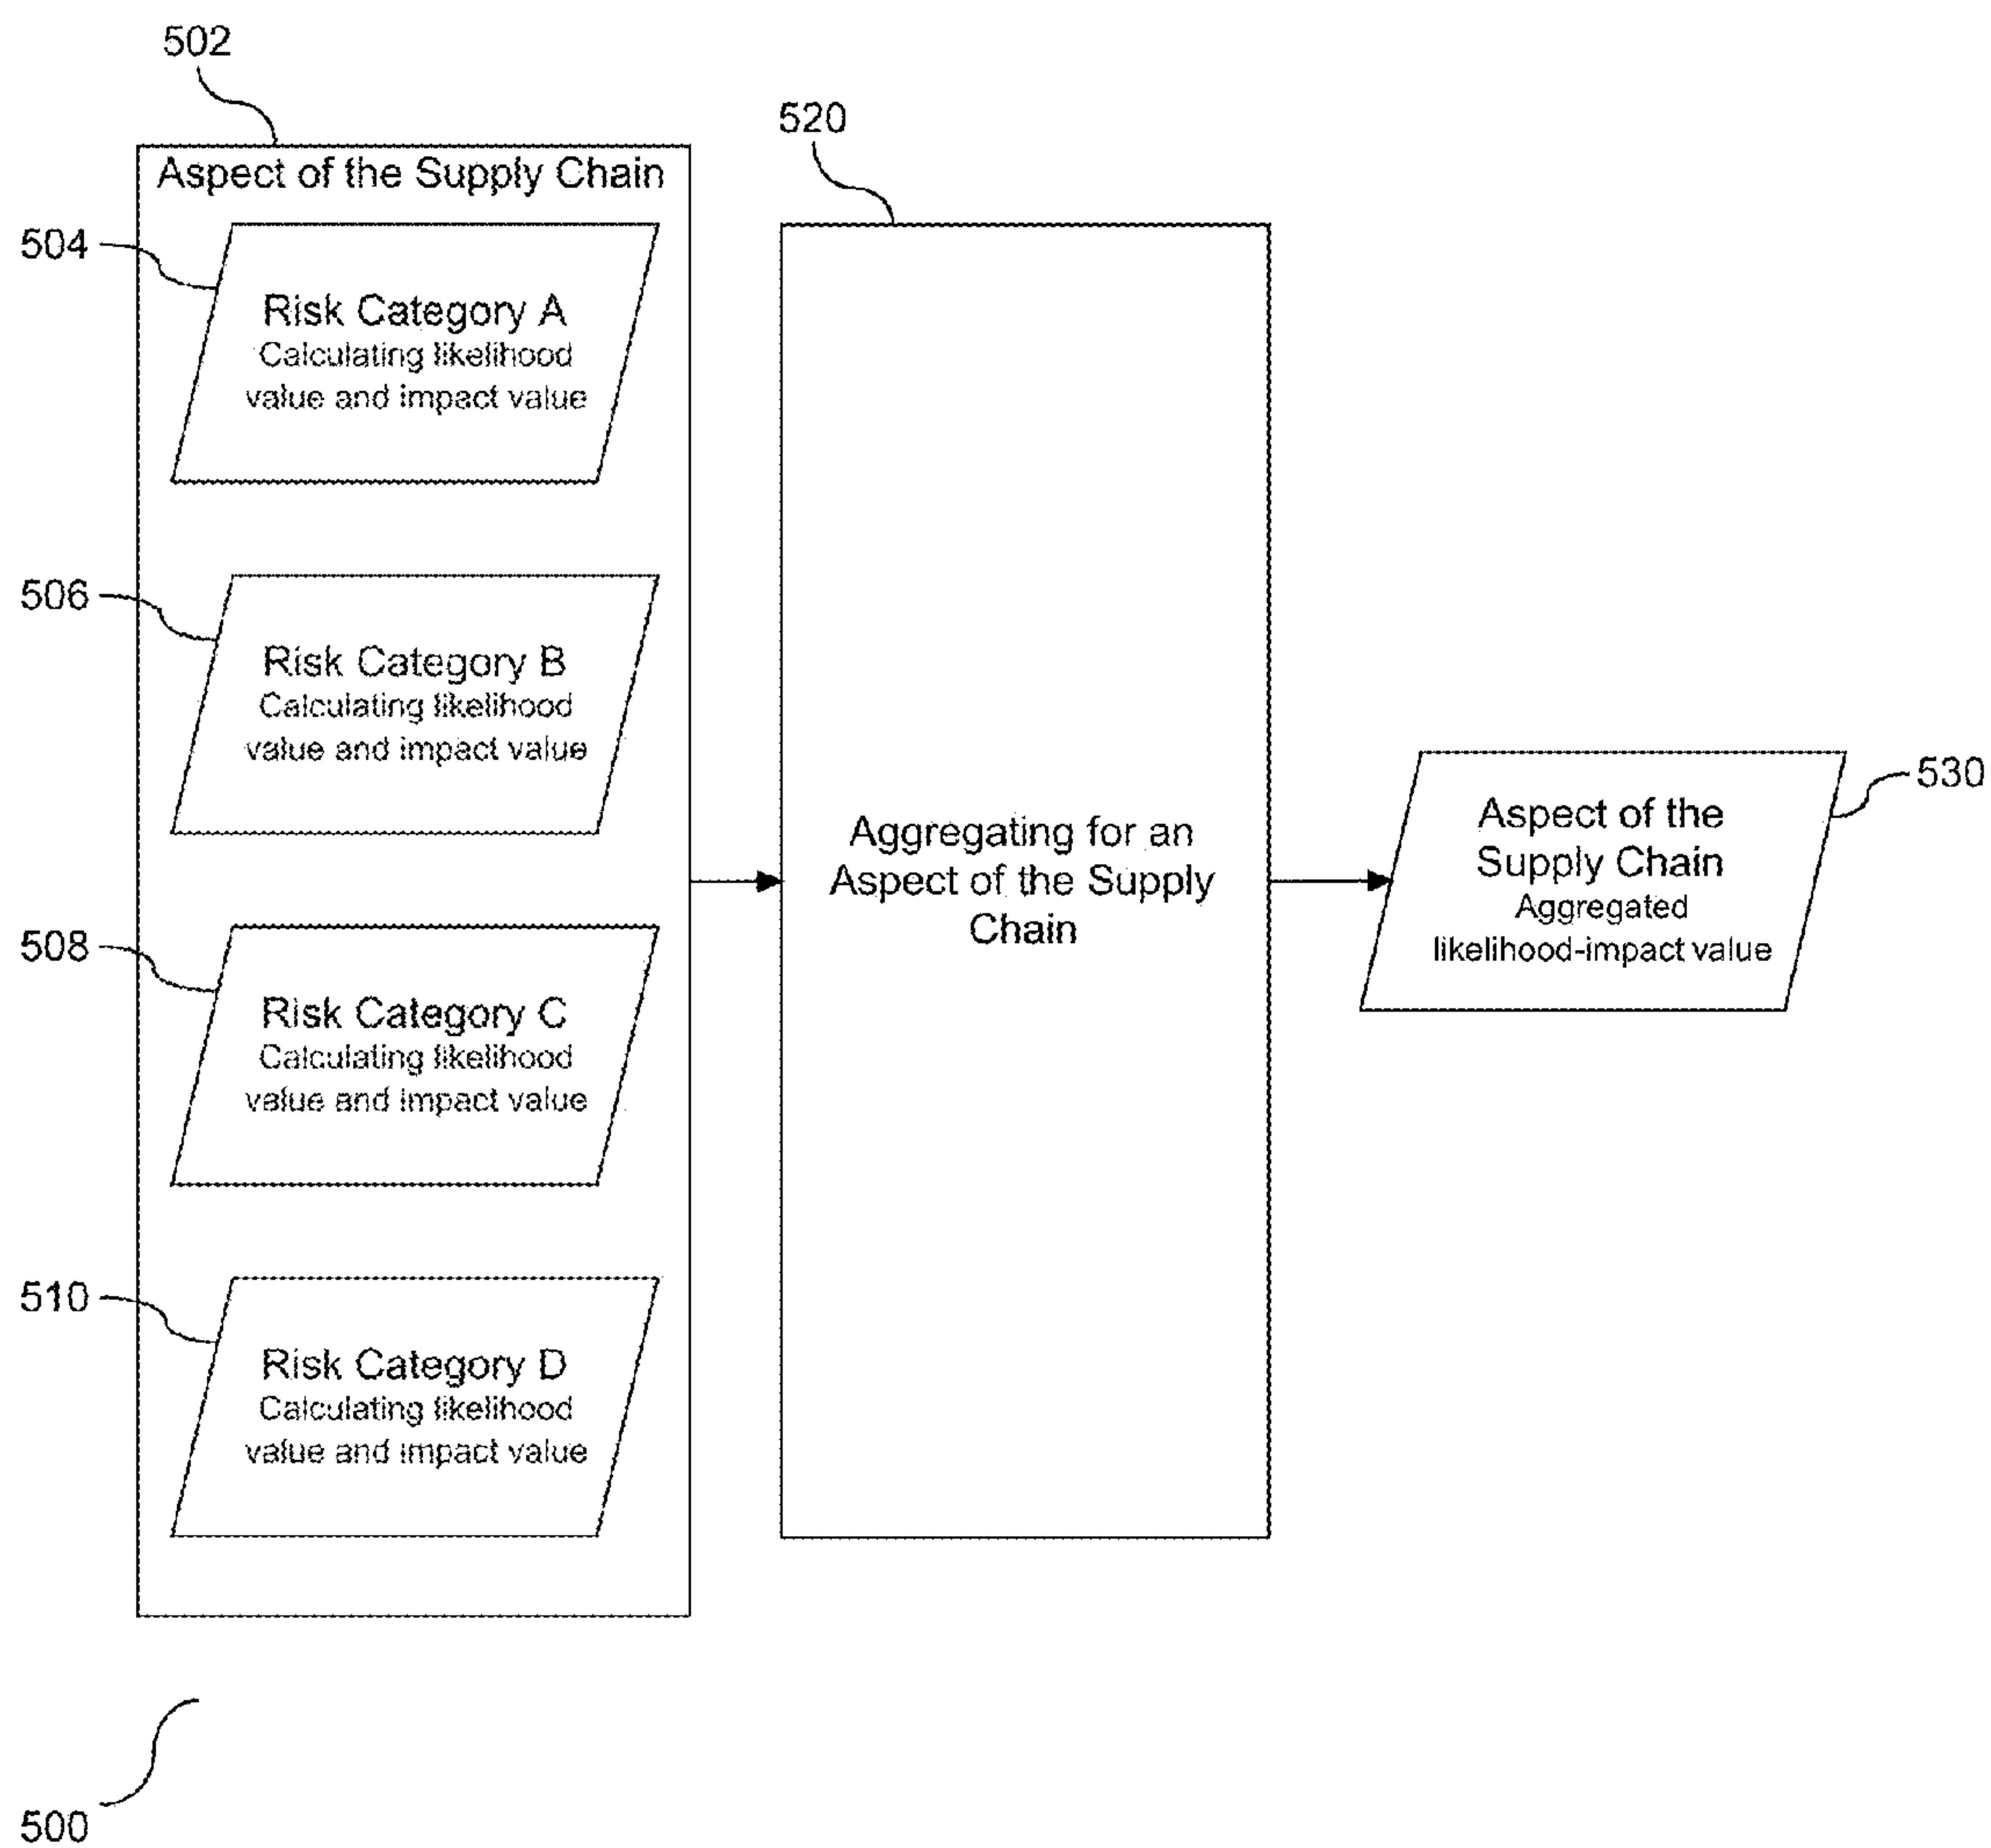 502
520
Aspect of the Supply Chain
504
Risk Category A
Calculating likelihood
value and impact value
506
Risk Category B
Calculating likelihood
value and impact value
508
Risk Category C
Calculating likelihood
value and impact value
510
Risk Category D
Calculating likelihood
value and impact value
Aggregating for an
Aspect of the Supply
Chain
530
Aspect of the
Supply Chain
Aggregated
likelihood-impact value
500